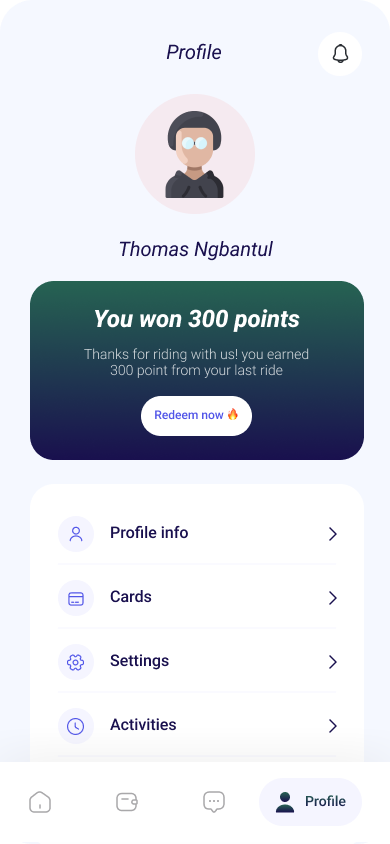 Profile
Thomas Ngbantul
You won 300 points
Thanks for riding with us! you earned
300 point from your last ride
Redeem now 🔥
Profile info
Cards
Settings
Activities
Profile